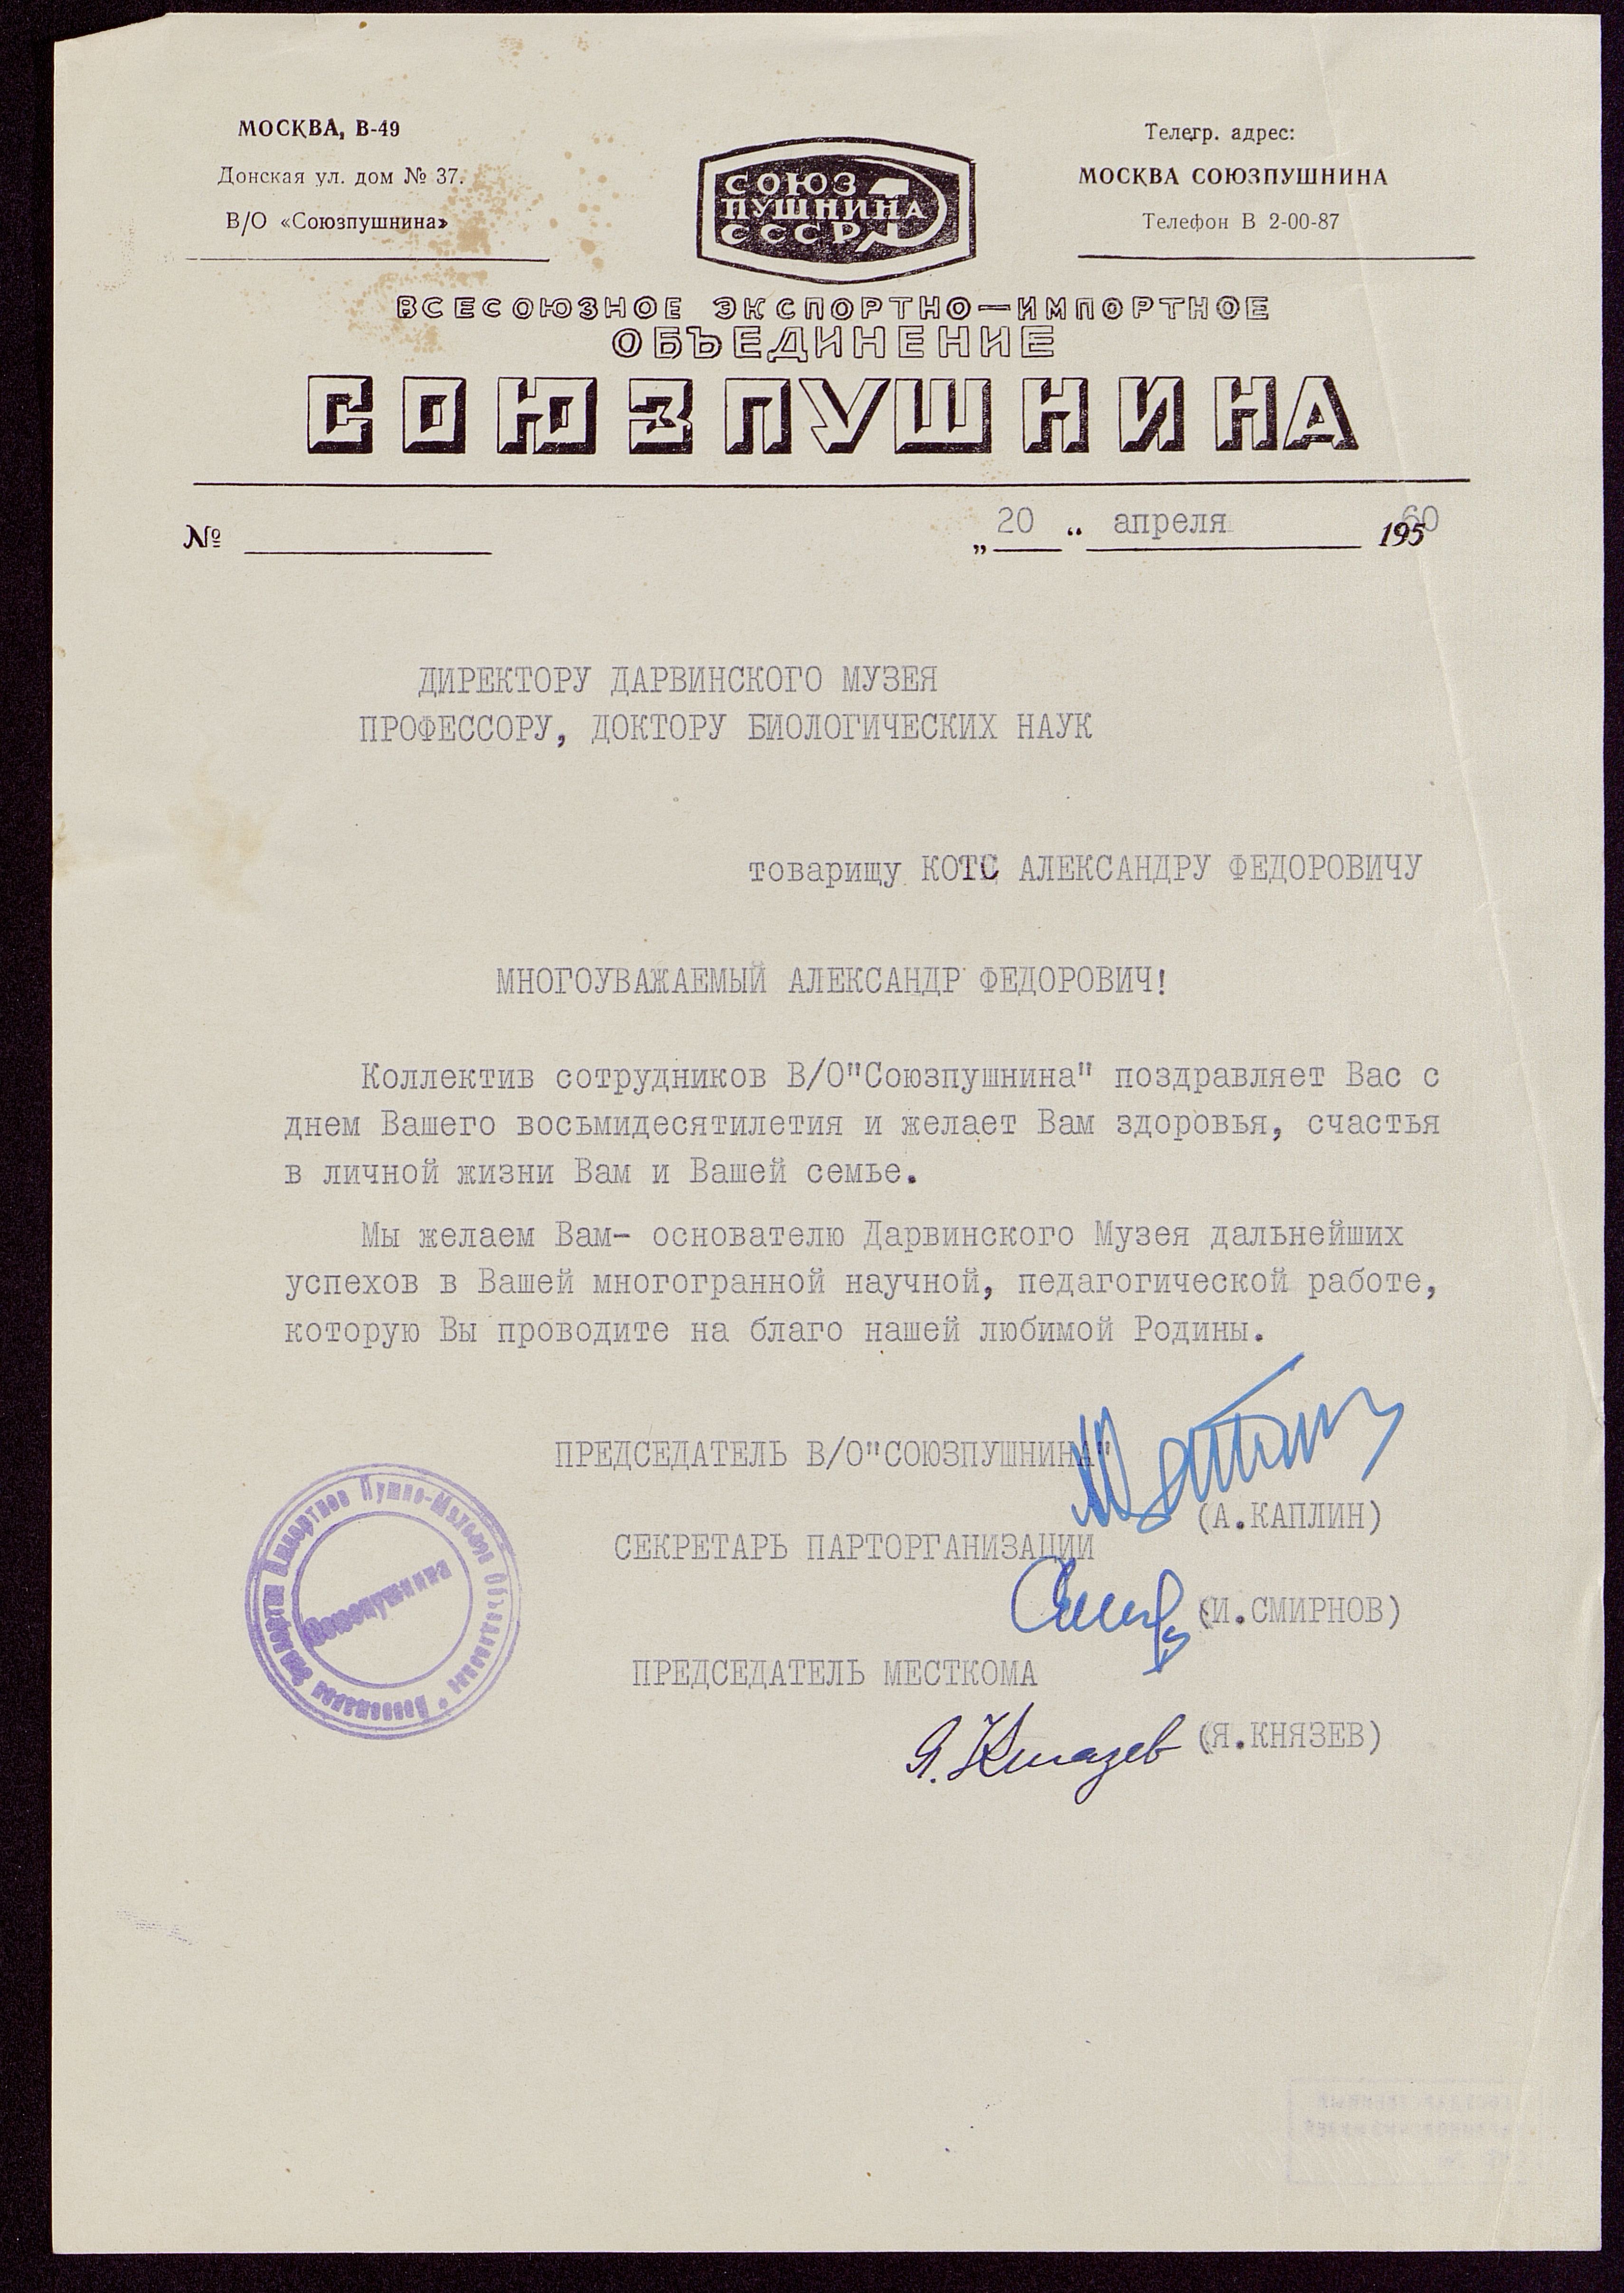 МОСКВА, В-49
Донская ул. дом № 37.
В/О «Союзпушнина»
СОЮЗ
ПУШНИНА
СССР
Телегр. адрес:
МОСКВА СОЮЗПУШНИНА
Телефон В 2-00-87
ВСЕСОЮЗНОЕ ЭКСПОРТНО—ИМПОРТНОЕ
ОБЪЕДИНЕНИЕ
СОЮЗПУШНИНА
№
„ 20 “ апреля 19560
ДИРЕКТОРУ ДАРВИНСКОГО МУЗЕЯ
ПРОФЕССОРУ, ДОКТОРУ БИОЛОГИЧЕСКИХ НАУК
товарищу КОТС АЛЕКСАНДРУ ФЕДОРОВИЧУ
МНОГОУВАЖАЕМЫЙ АЛЕКСАНДР ФЕДОРОВИЧ!
Коллектив сотрудников В/О"Союзпушнина" поздравляет Вас с
днем Вашего восьмидесятилетия и желает Вам здоровья, счастья
в личной жизни Вам и Вашей семье.
Мы желаем Вам- основателю Дарвинского Музея дальнейших
успехов в Вашей многогранной научной, педагогической работе,
которую Вы проводите на благо нашей любимой Родины.
ПРЕДСЕДАТЕЛЬ В/О"СОЮЗПУШНИНА"
(А.КАПЛИН)
СЕКРЕТАРЬ ПАРТОРГАНИЗАЦИИ
(И.СМИРНОВ)
ПРЕДСЕДАТЕЛЬ МЕСТКОМА
Я. Князев (Я.КНЯЗЕВ)
Союзпушнина